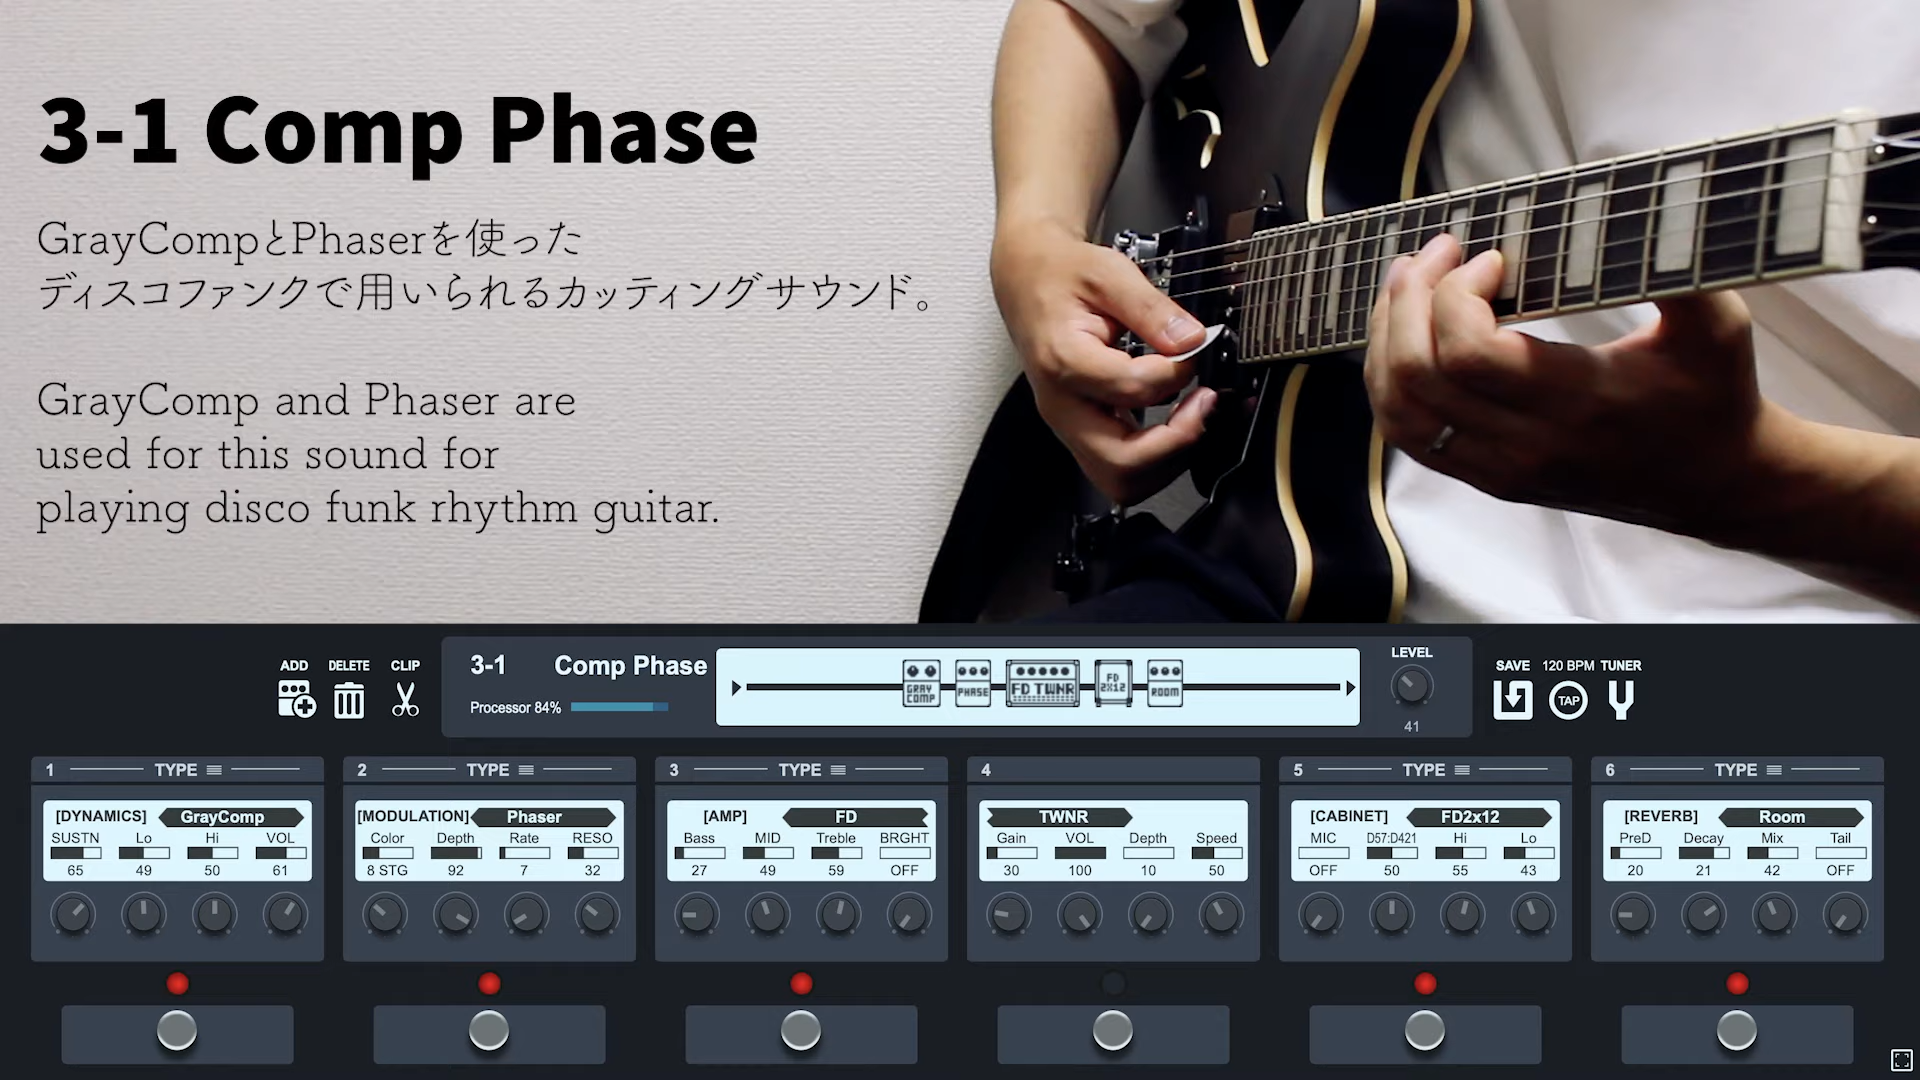 3-1 Comp Phase
GrayCompとPhaserを使った
ディスコファンクで用いられるカッティングサウンド。
GrayComp and Phaser are
used for this sound for
playing disco funk rhythm guitar.
ADD DELETE CLIP
3-1 Comp Phase
Processor 84%
GRAY COMP PHASE FD TWNR FD 2X12 ROOM
LEVEL
41
SAVE 120 BPM TUNER
TAP
1 TYPE
[DYNAMICS] GrayComp
SUSTN Lo Hi VOL
65 49 50 61
2 TYPE
[MODULATION] Phaser
Color Depth Rate RESO
8 STG 92 7 32
3 TYPE
[AMP] FD
Bass MID Treble BRGHT
27 49 59 OFF
4
TWNR
Gain VOL Depth Speed
30 100 10 50
5 TYPE
[CABINET] FD2x12
MIC D57:D421 Hi Lo
OFF 50 55 43
6 TYPE
[REVERB] Room
PreD Decay Mix Tail
20 21 42 OFF